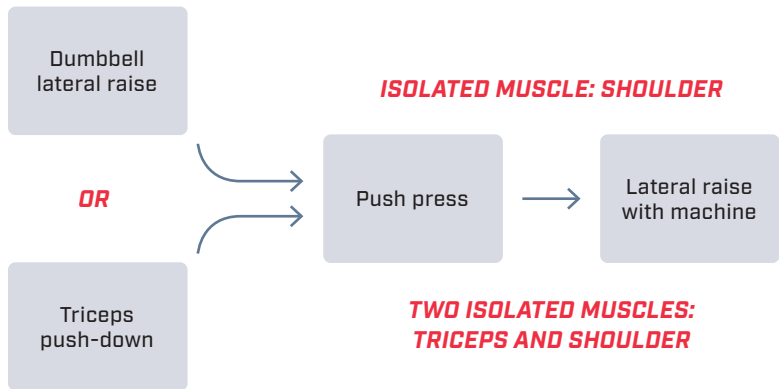 Dumbbell
lateral raise
ISOLATED MUSCLE: SHOULDER
OR
Push press
Lateral raise
with machine
Triceps
push-down
TWO ISOLATED MUSCLES:
TRICEPS AND SHOULDER